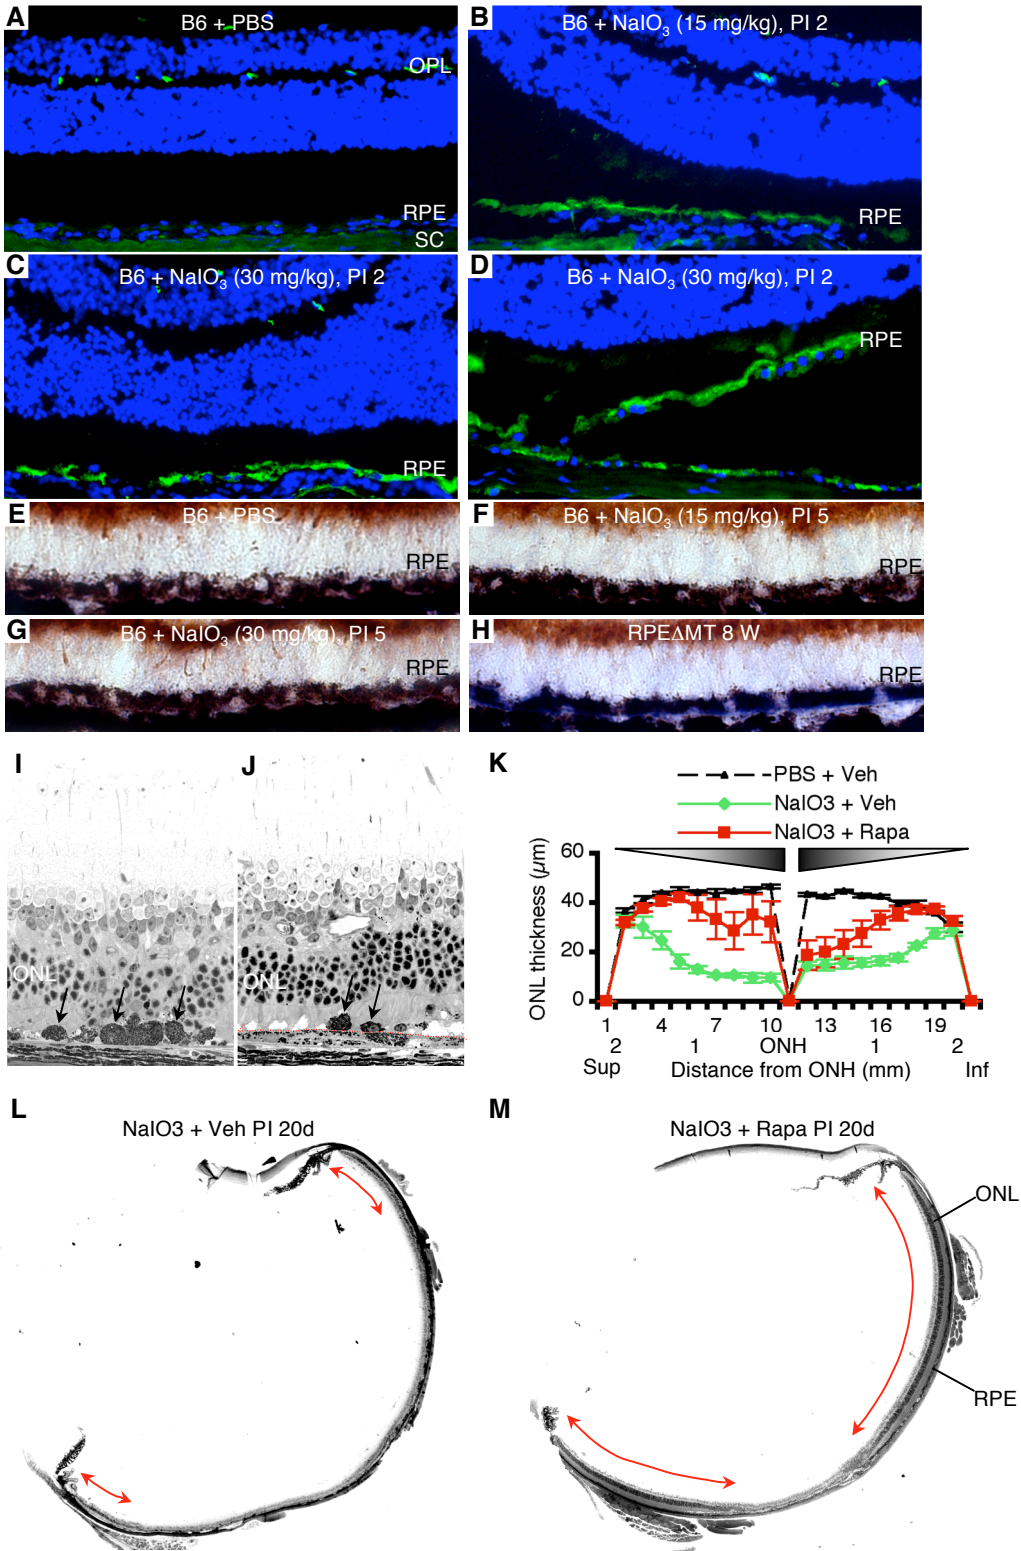 A
B6 + PBS
OPL
RPE
SC
B
B6 + NaIO3 (15 mg/kg), PI 2
RPE
C
B6 + NaIO3 (30 mg/kg), PI 2
RPE
D
B6 + NaIO3 (30 mg/kg), PI 2
RPE
E
B6 + PBS
RPE
F
B6 + NaIO3 (15 mg/kg), PI 5
RPE
G
B6 + NaIO3 (30 mg/kg), PI 5
RPE
H
RPEΔMT 8 W
RPE
I
ONL
J
ONL
K
PBS + Veh
NaIO3 + Veh
NaIO3 + Rapa
ONL thickness (µm)
60
40
20
0
1 4 7 10 13 16 19
2 1 ONH 1 2
Sup Distance from ONH (mm) Inf
L
NaIO3 + Veh PI 20d
M
NaIO3 + Rapa PI 20d
ONL
RPE